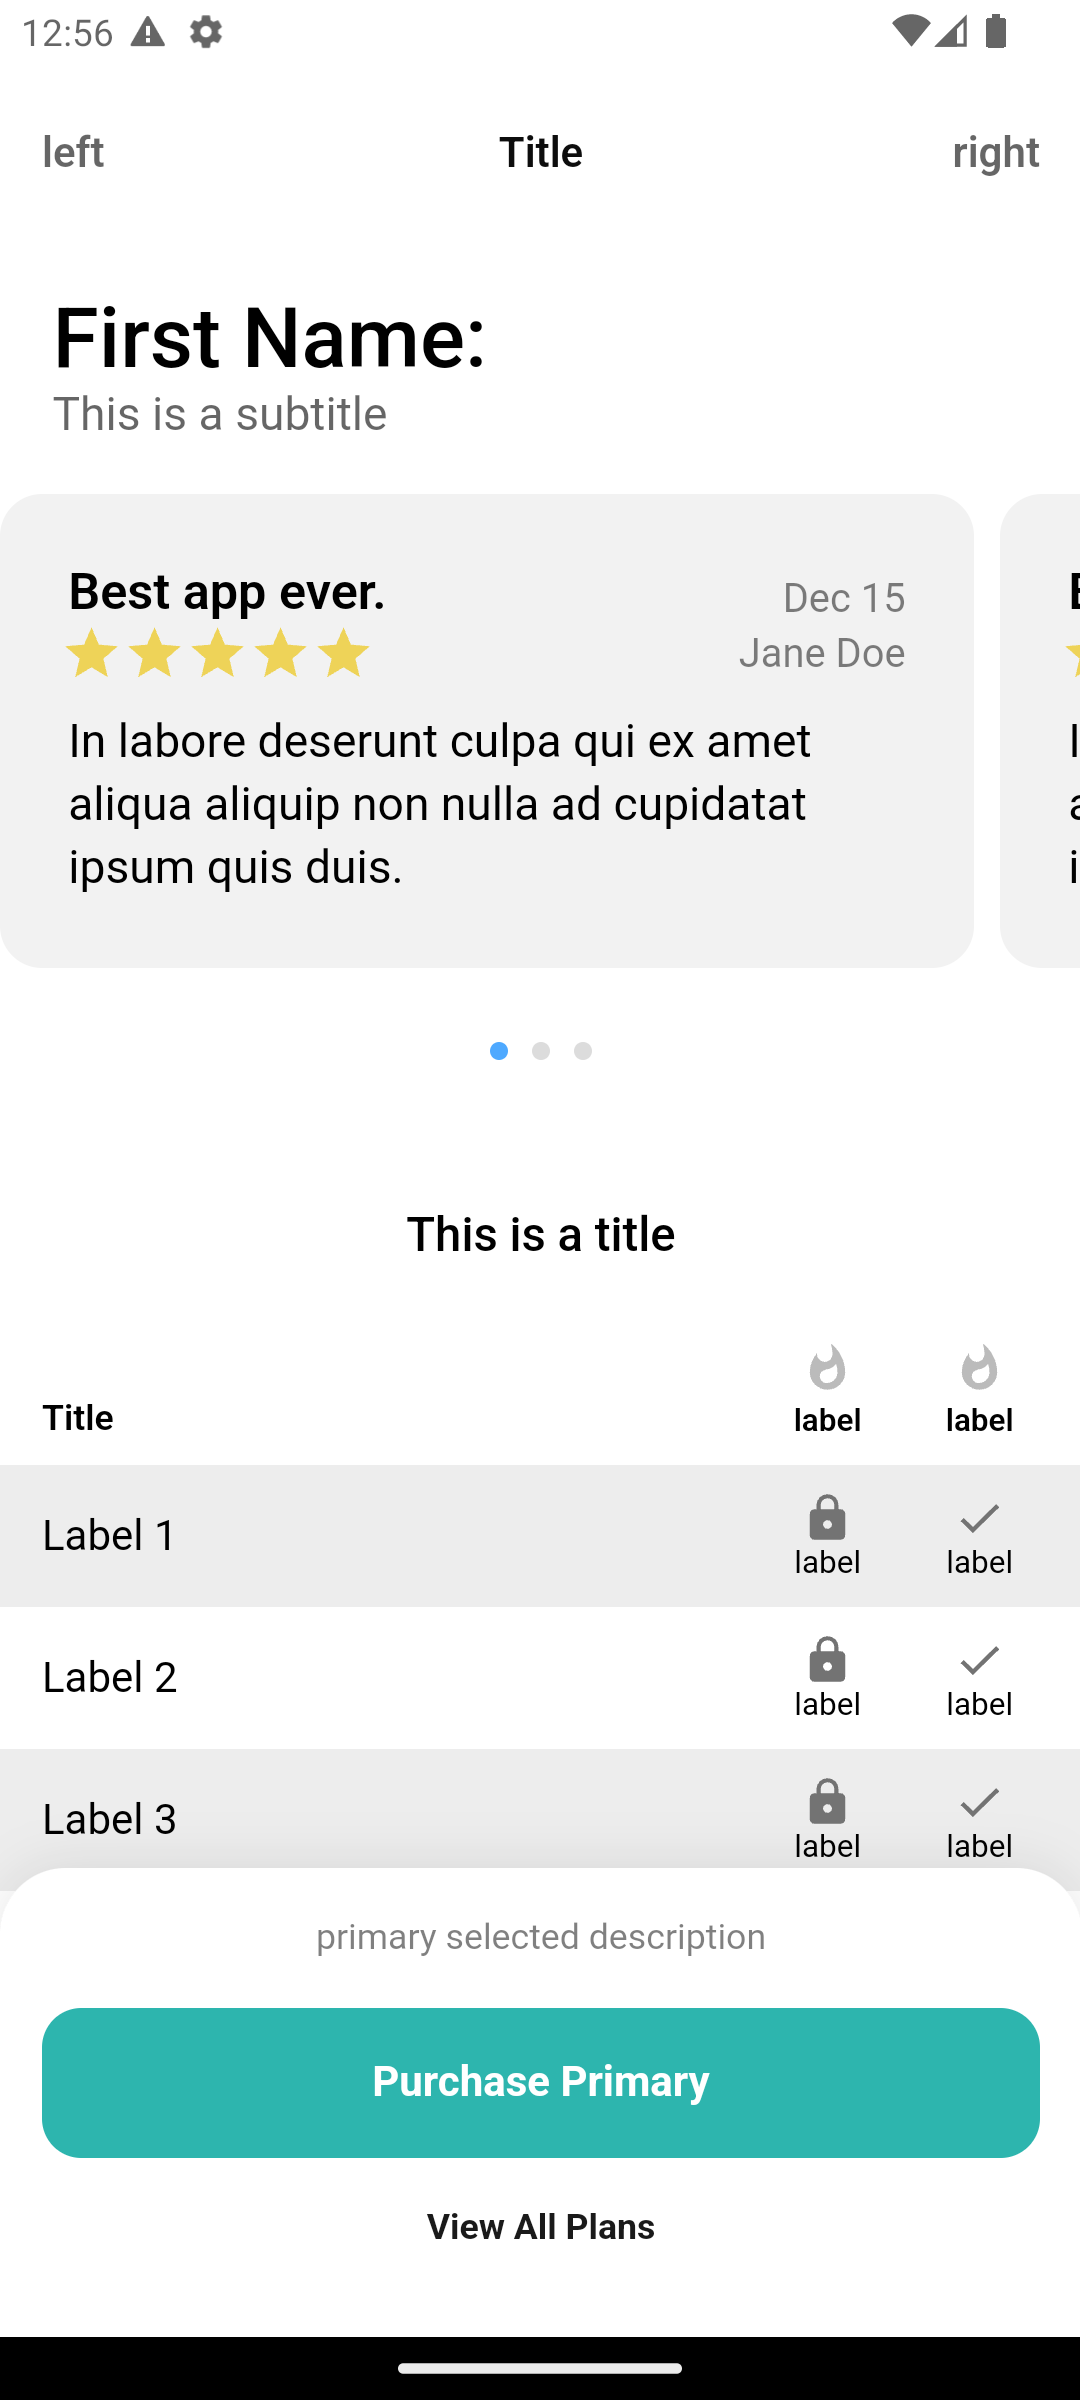 12:56
left
Title
right
First Name:
This is a subtitle
Best app ever.
Dec 15
Jane Doe
In labore deserunt culpa qui ex amet
aliqua aliquip non nulla ad cupidatat
ipsum quis duis.
This is a title
Title
label
label
Label 1
label
label
Label 2
label
label
Label 3
label
label
primary selected description
Purchase Primary
View All Plans